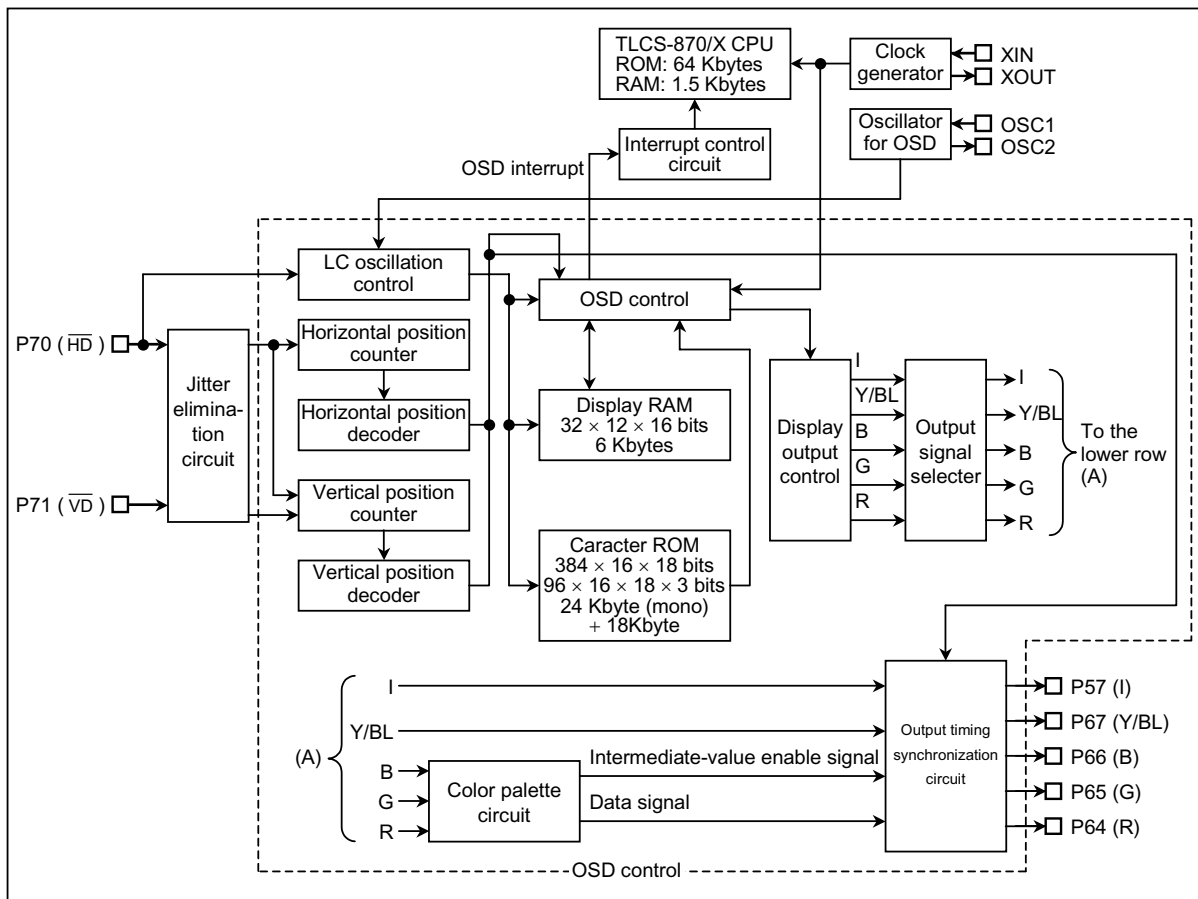 TLCS-870/X CPU
ROM: 64 Kbytes
RAM: 1.5 Kbytes
Clock
generator
XIN
XOUT
Oscillator
for OSD
OSC1
OSC2
Interrupt control
circuit
OSD interrupt
LC oscillation
control
OSD control
P70 (HD)
Jitter
elimina-
tion
circuit
P71 (VD)
Horizontal position
counter
Horizontal position
decoder
Vertical position
counter
Vertical position
decoder
Display RAM
32 × 12 × 16 bits
6 Kbytes
Caracter ROM
384 × 16 × 18 bits
96 × 16 × 18 × 3 bits
24 Kbyte (mono)
+ 18Kbyte
Display
output
control
I
Y/BL
B
G
R
Output
signal
selecter
I
Y/BL
B
G
R
To the
lower row
(A)
(A)
I
Y/BL
B
G
R
Color palette
circuit
Intermediate-value enable signal
Data signal
Output timing
synchronization
circuit
P57 (I)
P67 (Y/BL)
P66 (B)
P65 (G)
P64 (R)
OSD control